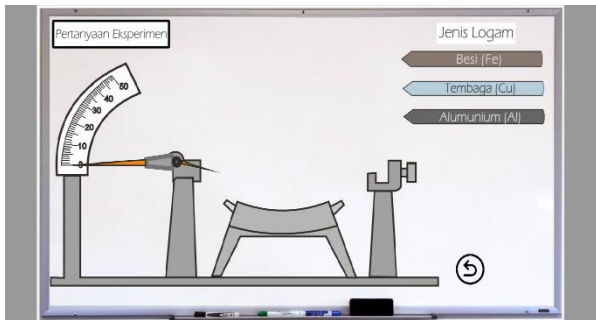 Pertanyaan Eksperimen
Jenis Logam
Besi (Fe)
Tembaga (Cu)
Alumunium (Al)
50
40
30
20
10
0